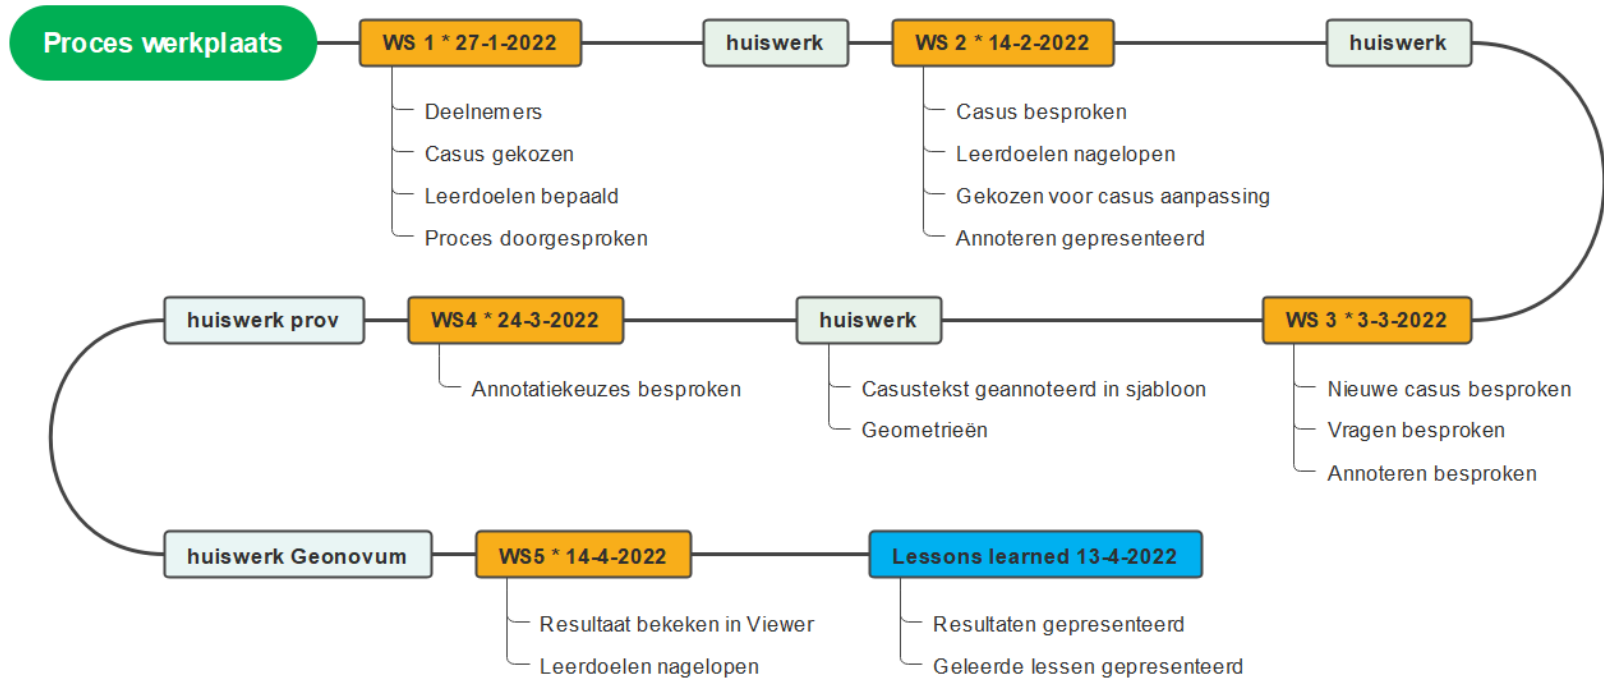 Proces werkplaats
WS 1 * 27-1-2022
Deelnemers
Casus gekozen
Leerdoelen bepaald
Proces doorgesproken
huiswerk
WS 2 * 14-2-2022
Casus besproken
Leerdoelen nagelopen
Gekozen voor casus aanpassing
Annoteren gepresenteerd
huiswerk
WS 3 * 3-3-2022
Nieuwe casus besproken
Vragen besproken
Annoteren besproken
huiswerk
Casustekst geannoteerd in sjabloon
Geometrieën
WS4 * 24-3-2022
Annotatiekeuzes besproken
huiswerk prov
huiswerk Geonovum
WS5 * 14-4-2022
Resultaat bekeken in Viewer
Leerdoelen nagelopen
Lessons learned 13-4-2022
Resultaten gepresenteerd
Geleerde lessen gepresenteerd